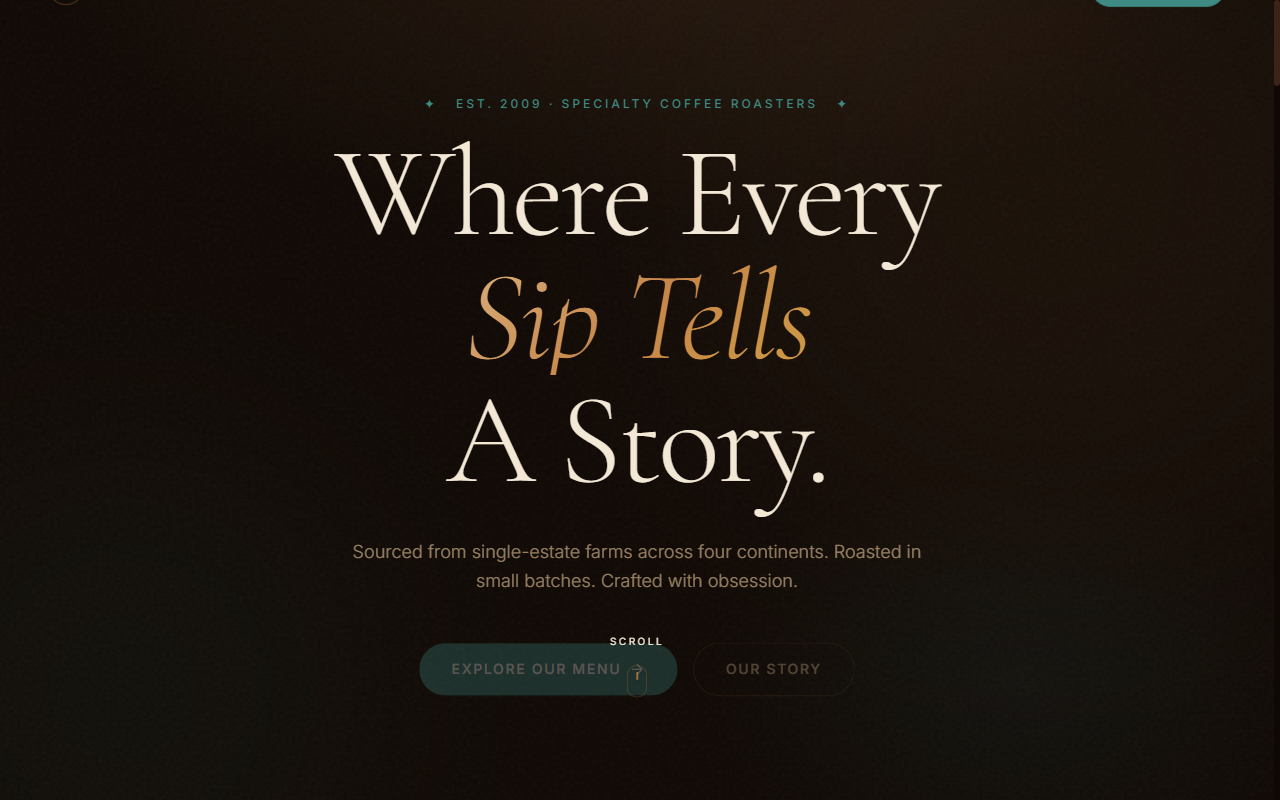 ✦ EST. 2009 · SPECIALTY COFFEE ROASTERS ✦
Where Every
Sip Tells
A Story.
Sourced from single-estate farms across four continents. Roasted in
small batches. Crafted with obsession.
SCROLL
EXPLORE OUR MENU →
OUR STORY